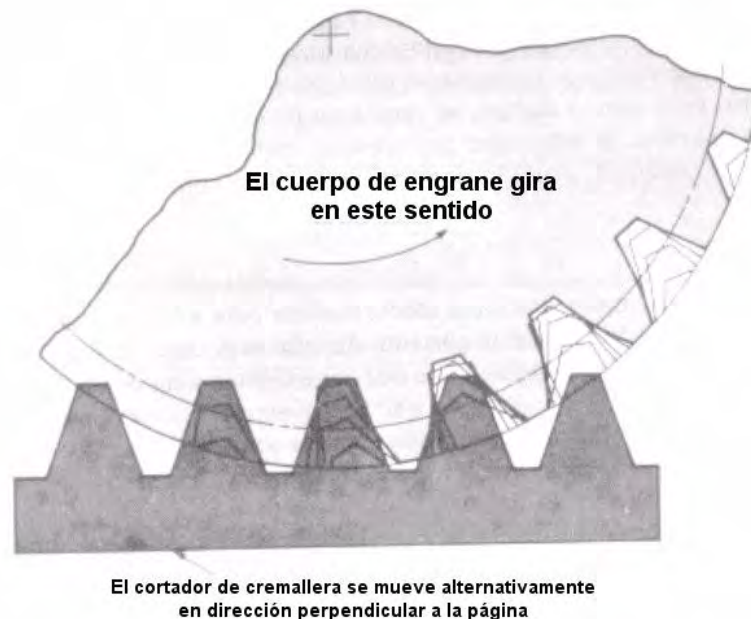 El cuerpo de engrane gira
en este sentido
El cortador de cremallera se mueve alternativamente
en dirección perpendicular a la página